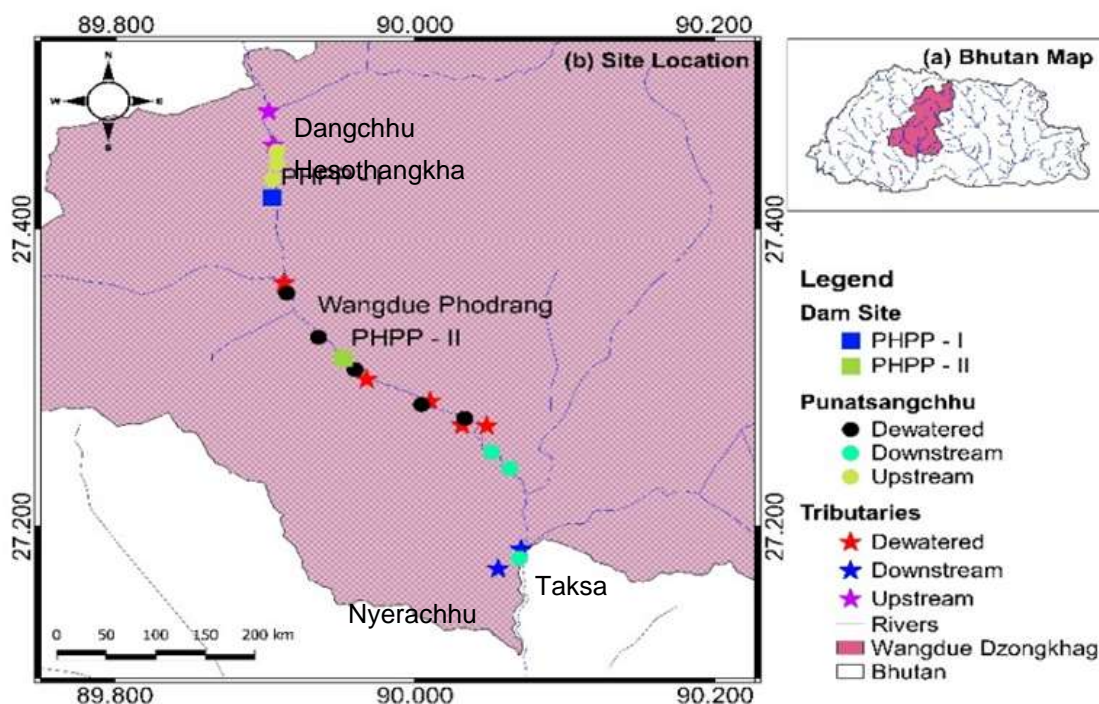 89.800 90.000 90.200
(b) Site Location
N
W E
S
Dangchhu
Hesothangkha
PHPP - I
27.400 27.400
Wangdue Phodrang
PHPP - II
27.200 27.200
Taksa
Nyerachhu
0 50 100 150 200 km
89.800 90.000 90.200
(a) Bhutan Map
Legend
Dam Site
PHPP - I
PHPP - II
Punatsangchhu
Dewatered
Downstream
Upstream
Tributaries
Dewatered
Downstream
Upstream
Rivers
Wangdue Dzongkhag
Bhutan